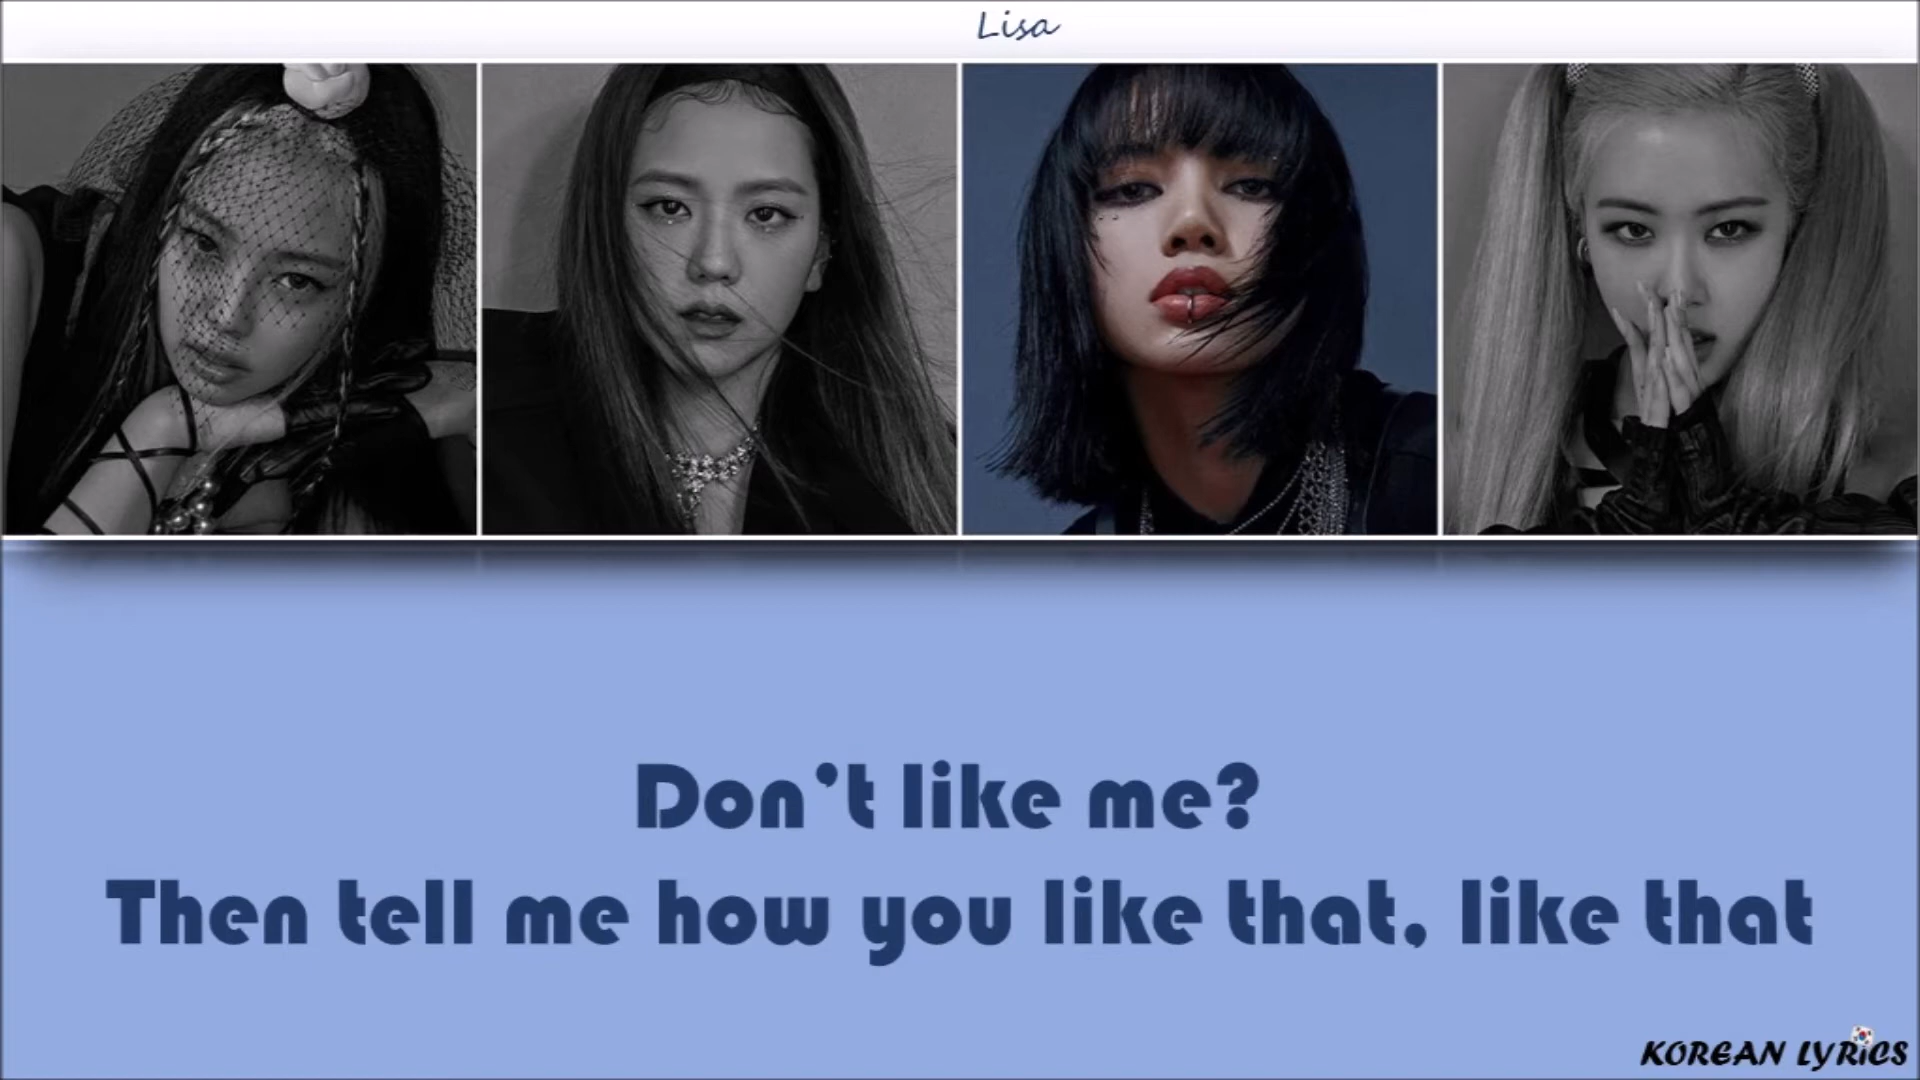 Lisa
Don't like me?
Then tell me how you like that, like that
KOREAN LYRICS